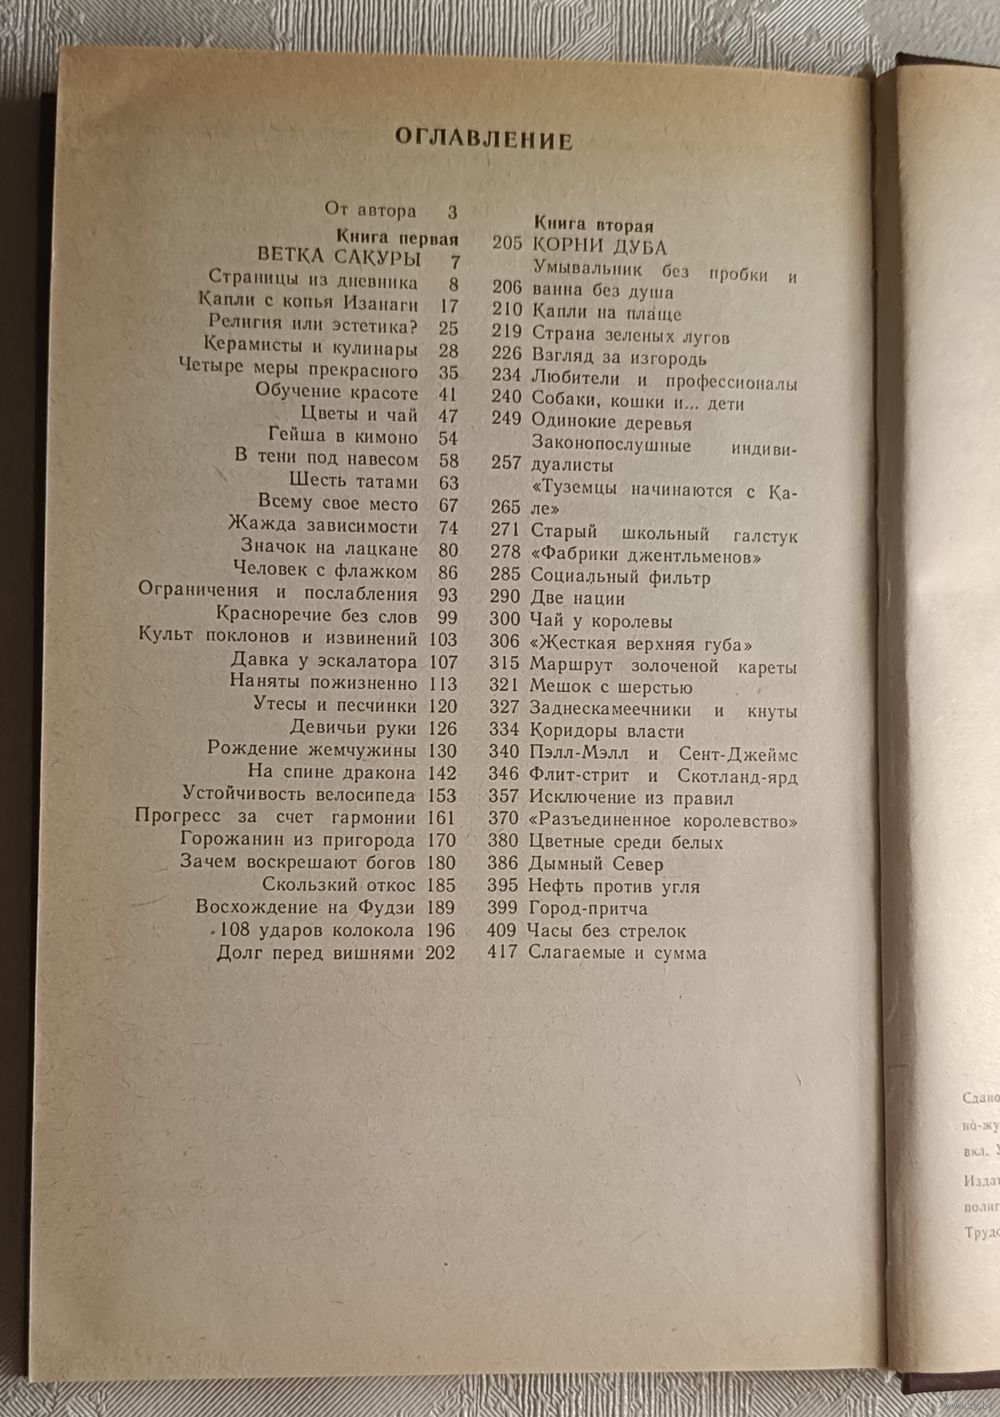 ОГЛАВЛЕНИЕ
От автора 3
Книга первая
ВЕТКА САКУРЫ 7
Страницы из дневника 8
Капли с копья Изанаги 17
Религия или эстетика? 25
Керамисты и кулинары 28
Четыре меры прекрасного 35
Обучение красоте 41
Цветы и чай 47
Гейша в кимоно 54
В тени под навесом 58
Шесть татами 63
Всему свое место 67
Жажда зависимости 74
Значок на лацкане 80
Человек с флажком 86
Ограничения и послабления 93
Красноречие без слов 99
Культ поклонов и извинений 103
Давка у эскалатора 107
Наняты пожизненно 113
Утесы и песчинки 120
Девичьи руки 126
Рождение жемчужины 130
На спине дракона 142
Устойчивость велосипеда 153
Прогресс за счет гармонии 161
Горожанин из пригорода 170
Зачем воскрешают богов 180
Скользкий откос 185
Восхождение на Фудзи 189
108 ударов колокола 196
Долг перед вишнями 202
Книга вторая
205 КОРНИ ДУБА
Умывальник без пробки и
206 ванна без душа
210 Капли на плаще
219 Страна зеленых лугов
226 Взгляд за изгородь
234 Любители и профессионалы
240 Собаки, кошки и... дети
249 Одинокие деревья
Законопослушные индиви-
257 дуалисты
«Туземцы начинаются с Ка-
265 ле»
271 Старый школьный галстук
278 «Фабрики джентльменов»
285 Социальный фильтр
290 Две нации
300 Чай у королевы
306 «Жесткая верхняя губа»
315 Маршрут золоченой кареты
321 Мешок с шерстью
327 Заднескамеечники и кнуты
334 Коридоры власти
340 Пэлл-Мэлл и Сент-Джеймс
346 Флит-стрит и Скотланд-ярд
357 Исключение из правил
370 «Разъединенное королевство»
380 Цветные среди белых
386 Дымный Север
395 Нефть против угля
399 Город-притча
409 Часы без стрелок
417 Слагаемые и сумма
Сдано
но-жу
вкл.
Издат
полиг
Трудо
www.ay.by